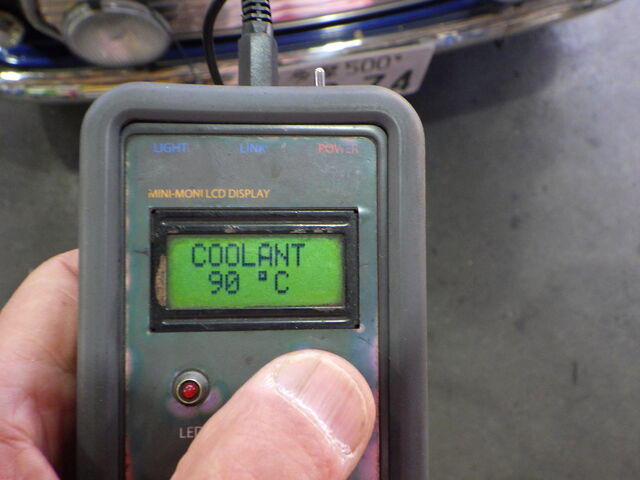 500
74
LIGHT LINK POWER
MINI-MONI LCD DISPLAY
COOLANT
90 °C
LED